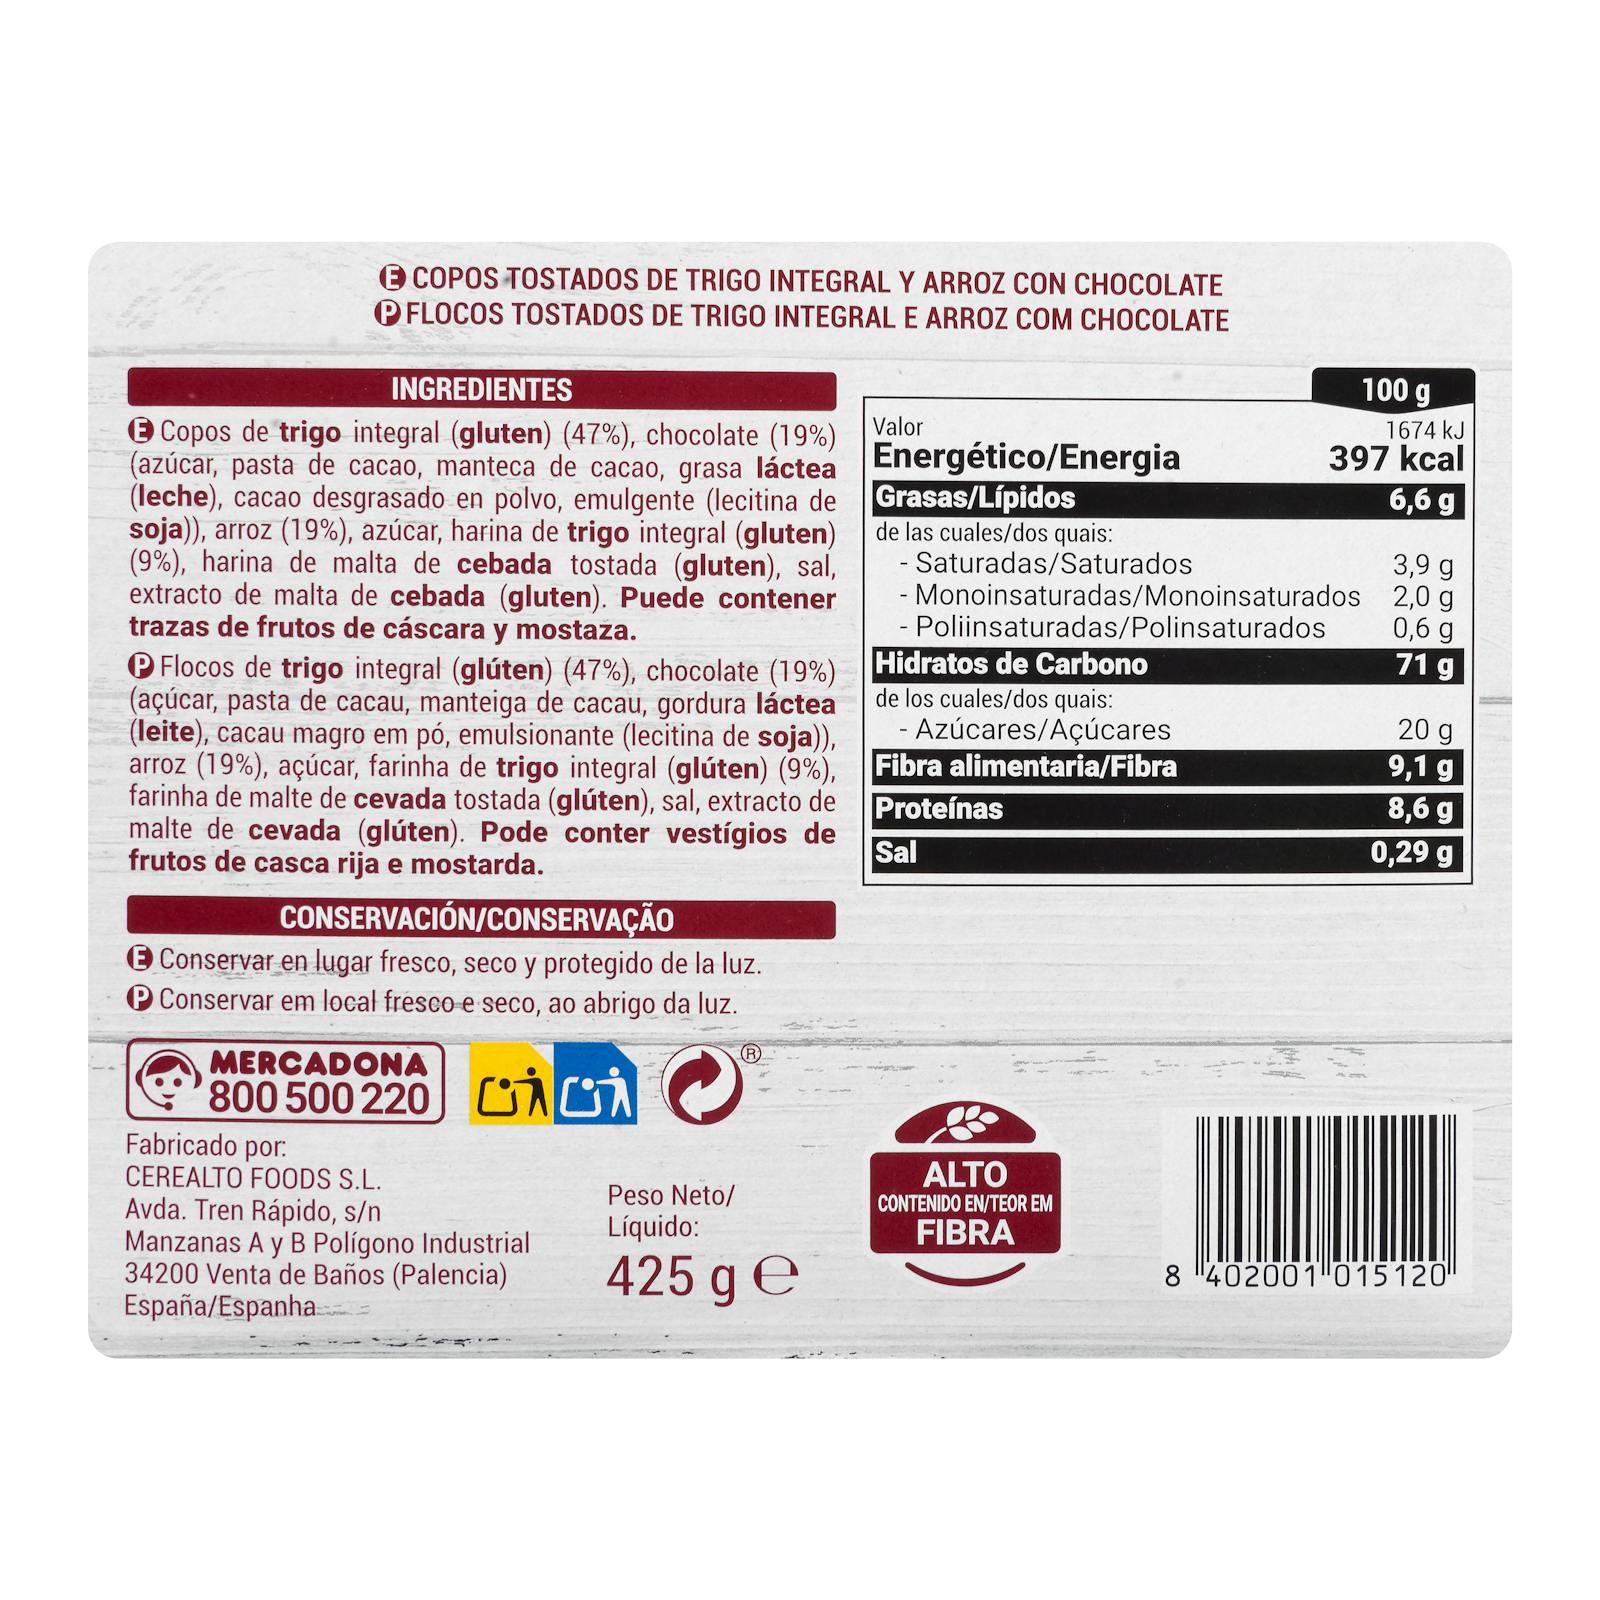 E COPOS TOSTADOS DE TRIGO INTEGRAL Y ARROZ CON CHOCOLATE
P FLOCOS TOSTADOS DE TRIGO INTEGRAL E ARROZ COM CHOCOLATE
INGREDIENTES
E Copos de trigo integral (gluten) (47%), chocolate (19%)
(azúcar, pasta de cacao, manteca de cacao, grasa láctea
(leche), cacao desgrasado en polvo, emulgente (lecitina de
soja)), arroz (19%), azúcar, harina de trigo integral (gluten)
(9%), harina de malta de cebada tostada (gluten), sal,
extracto de malta de cebada (gluten). Puede contener
trazas de frutos de cáscara y mostaza.
P Flocos de trigo integral (glúten) (47%), chocolate (19%)
(açúcar, pasta de cacau, manteiga de cacau, gordura láctea
(leite), cacau magro em pó, emulsionante (lecitina de soja)),
arroz (19%), açúcar, farinha de trigo integral (glúten) (9%),
farinha de malte de cevada tostada (glúten), sal, extracto de
malte de cevada (glúten). Pode conter vestígios de
frutos de casca rija e mostarda.
CONSERVACIÓN/CONSERVAÇÃO
E Conservar en lugar fresco, seco y protegido de la luz.
P Conservar em local fresco e seco, ao abrigo da luz.
MERCADONA
800 500 220
®
Fabricado por:
CEREALTO FOODS S.L.
Avda. Tren Rápido, s/n
Manzanas A y B Polígono Industrial
34200 Venta de Baños (Palencia)
España/Espanha
Peso Neto/
Líquido:
425 g e
100 g
Valor 1674 kJ
Energético/Energia 397 kcal
Grasas/Lípidos 6,6 g
de las cuales/dos quais:
- Saturadas/Saturados 3,9 g
- Monoinsaturadas/Monoinsaturados 2,0 g
- Poliinsaturadas/Polinsaturados 0,6 g
Hidratos de Carbono 71 g
de los cuales/dos quais:
- Azúcares/Açúcares 20 g
Fibra alimentaria/Fibra 9,1 g
Proteínas 8,6 g
Sal 0,29 g
ALTO
CONTENIDO EN/TEOR EM
FIBRA
8 402001 015120